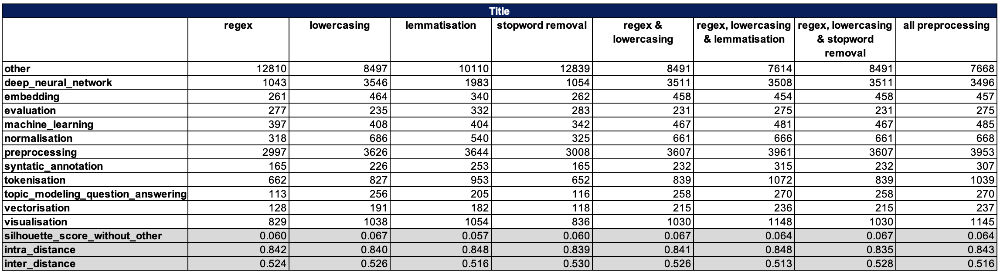 Title
regex lowercasing lemmatisation stopword removal regex & lowercasing regex, lowercasing & lemmatisation regex, lowercasing & stopword removal all preprocessing
other 12810 8497 10110 12839 8491 7614 8491 7668
deep_neural_network 1043 3546 1983 1054 3511 3508 3511 3496
embedding 261 464 340 262 458 454 458 457
evaluation 277 235 332 283 231 275 231 275
machine_learning 397 408 404 342 467 481 467 485
normalisation 318 686 540 325 661 666 661 668
preprocessing 2997 3626 3644 3008 3607 3961 3607 3953
syntatic_annotation 165 226 253 165 232 315 232 307
tokenisation 662 827 953 652 839 1072 839 1039
topic_modeling_question_answering 113 256 205 116 258 270 258 270
vectorisation 128 191 182 118 215 236 215 237
visualisation 829 1038 1054 836 1030 1148 1030 1145
silhouette_score_without_other 0.060 0.067 0.057 0.060 0.067 0.064 0.067 0.064
intra_distance 0.842 0.840 0.848 0.839 0.841 0.848 0.835 0.843
inter_distance 0.524 0.526 0.516 0.530 0.526 0.513 0.528 0.516